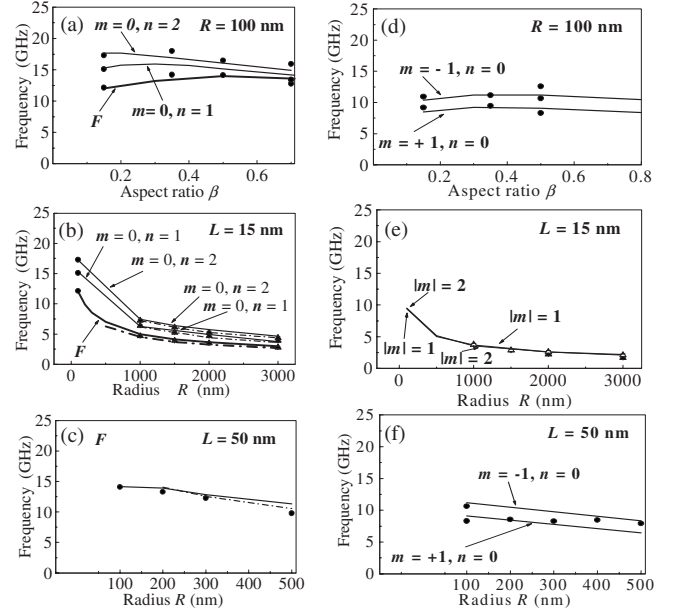 (a)
m = 0, n = 2
R = 100 nm
m = 0, n = 1
F
Frequency (GHz)
25
20
15
10
5
0
0.2
0.4
0.6
Aspect ratio β
(d)
R = 100 nm
m = - 1, n = 0
m = + 1, n = 0
Frequency (GHz)
25
20
15
10
5
0
0.0
0.2
0.4
0.6
0.8
Aspect ratio β
(b)
L = 15 nm
m = 0, n = 1
m = 0, n = 2
m = 0, n = 2
m = 0, n = 1
F
Frequency (GHz)
25
20
15
10
5
0
0
1000
2000
3000
Radius R (nm)
(e)
L = 15 nm
|m| = 2
|m| = 1
|m| = 1
|m| = 2
Frequency (GHz)
25
20
15
10
5
0
0
1000
2000
3000
Radius R (nm)
(c)
F
L = 50 nm
Frequency (GHz)
25
20
15
10
5
0
100
200
300
400
500
Radius R (nm)
(f)
L = 50 nm
m = -1, n = 0
m = +1, n = 0
Frequency (GHz)
25
20
15
10
5
0
100
200
300
400
500
Radius R (nm)